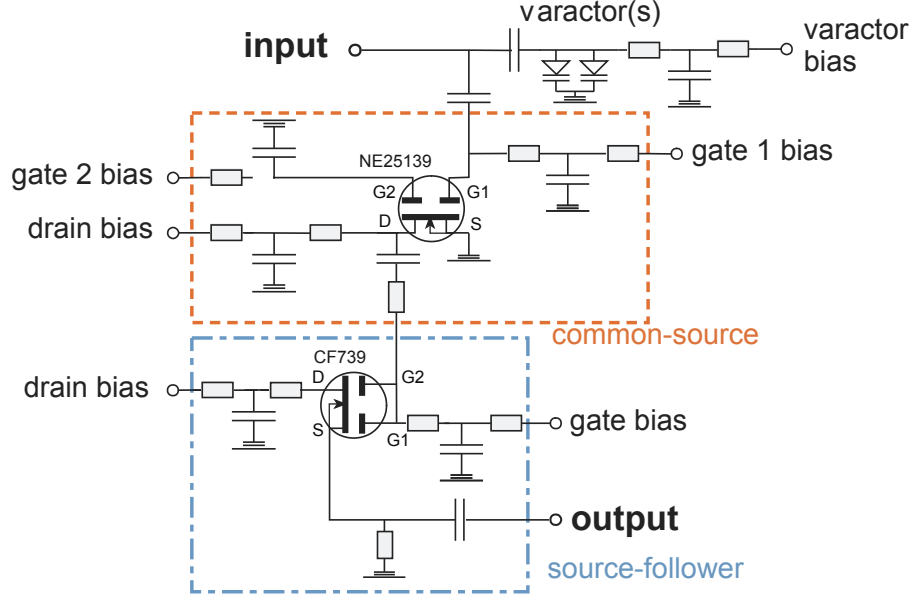 varactor(s)
input
varactor
bias
NE25139
gate 1 bias
gate 2 bias
G2
G1
drain bias
D
S
common-source
CF739
D
G2
drain bias
S
G1
gate bias
output
source-follower